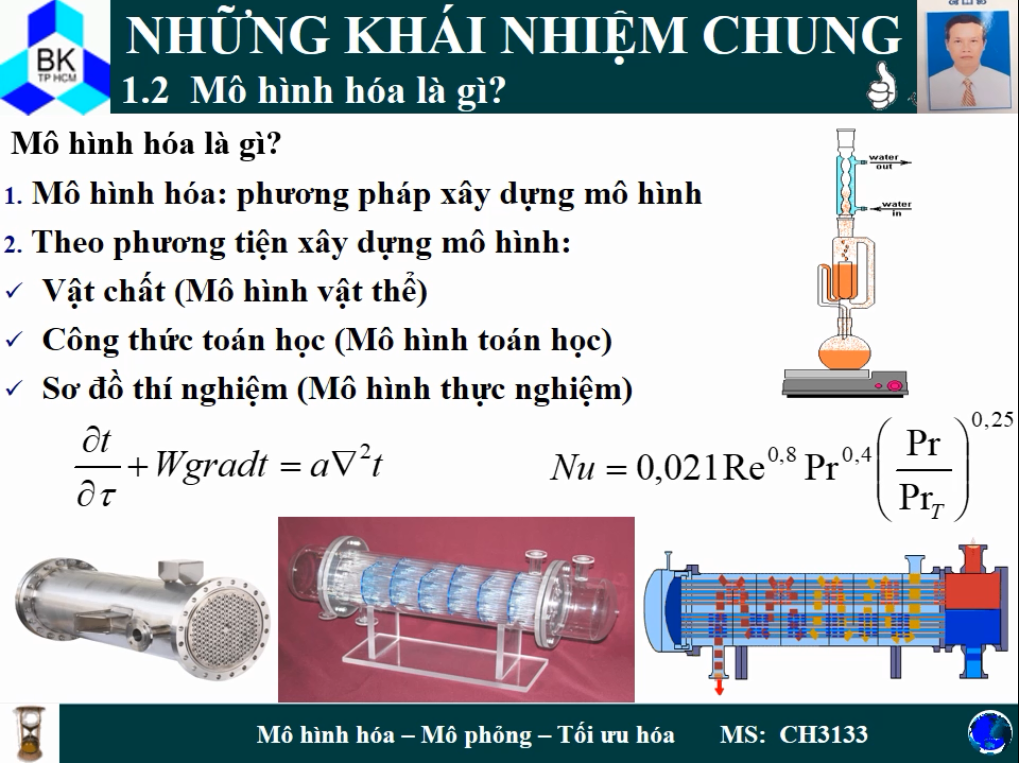 BK
TP HCM
NHỮNG KHÁI NIỆM CHUNG
1.2 Mô hình hóa là gì?
Mô hình hóa là gì?
1. Mô hình hóa: phương pháp xây dựng mô hình
2. Theo phương tiện xây dựng mô hình:
✓ Vật chất (Mô hình vật thể)
✓ Công thức toán học (Mô hình toán học)
✓ Sơ đồ thí nghiệm (Mô hình thực nghiệm)
water
out
water
in
∂t/∂τ + Wgradt = a∇²t
Nu = 0,021 Re^0,8 Pr^0,4 (Pr/Pr_T)^0,25
Mô hình hóa – Mô phỏng – Tối ưu hóa MS: CH3133